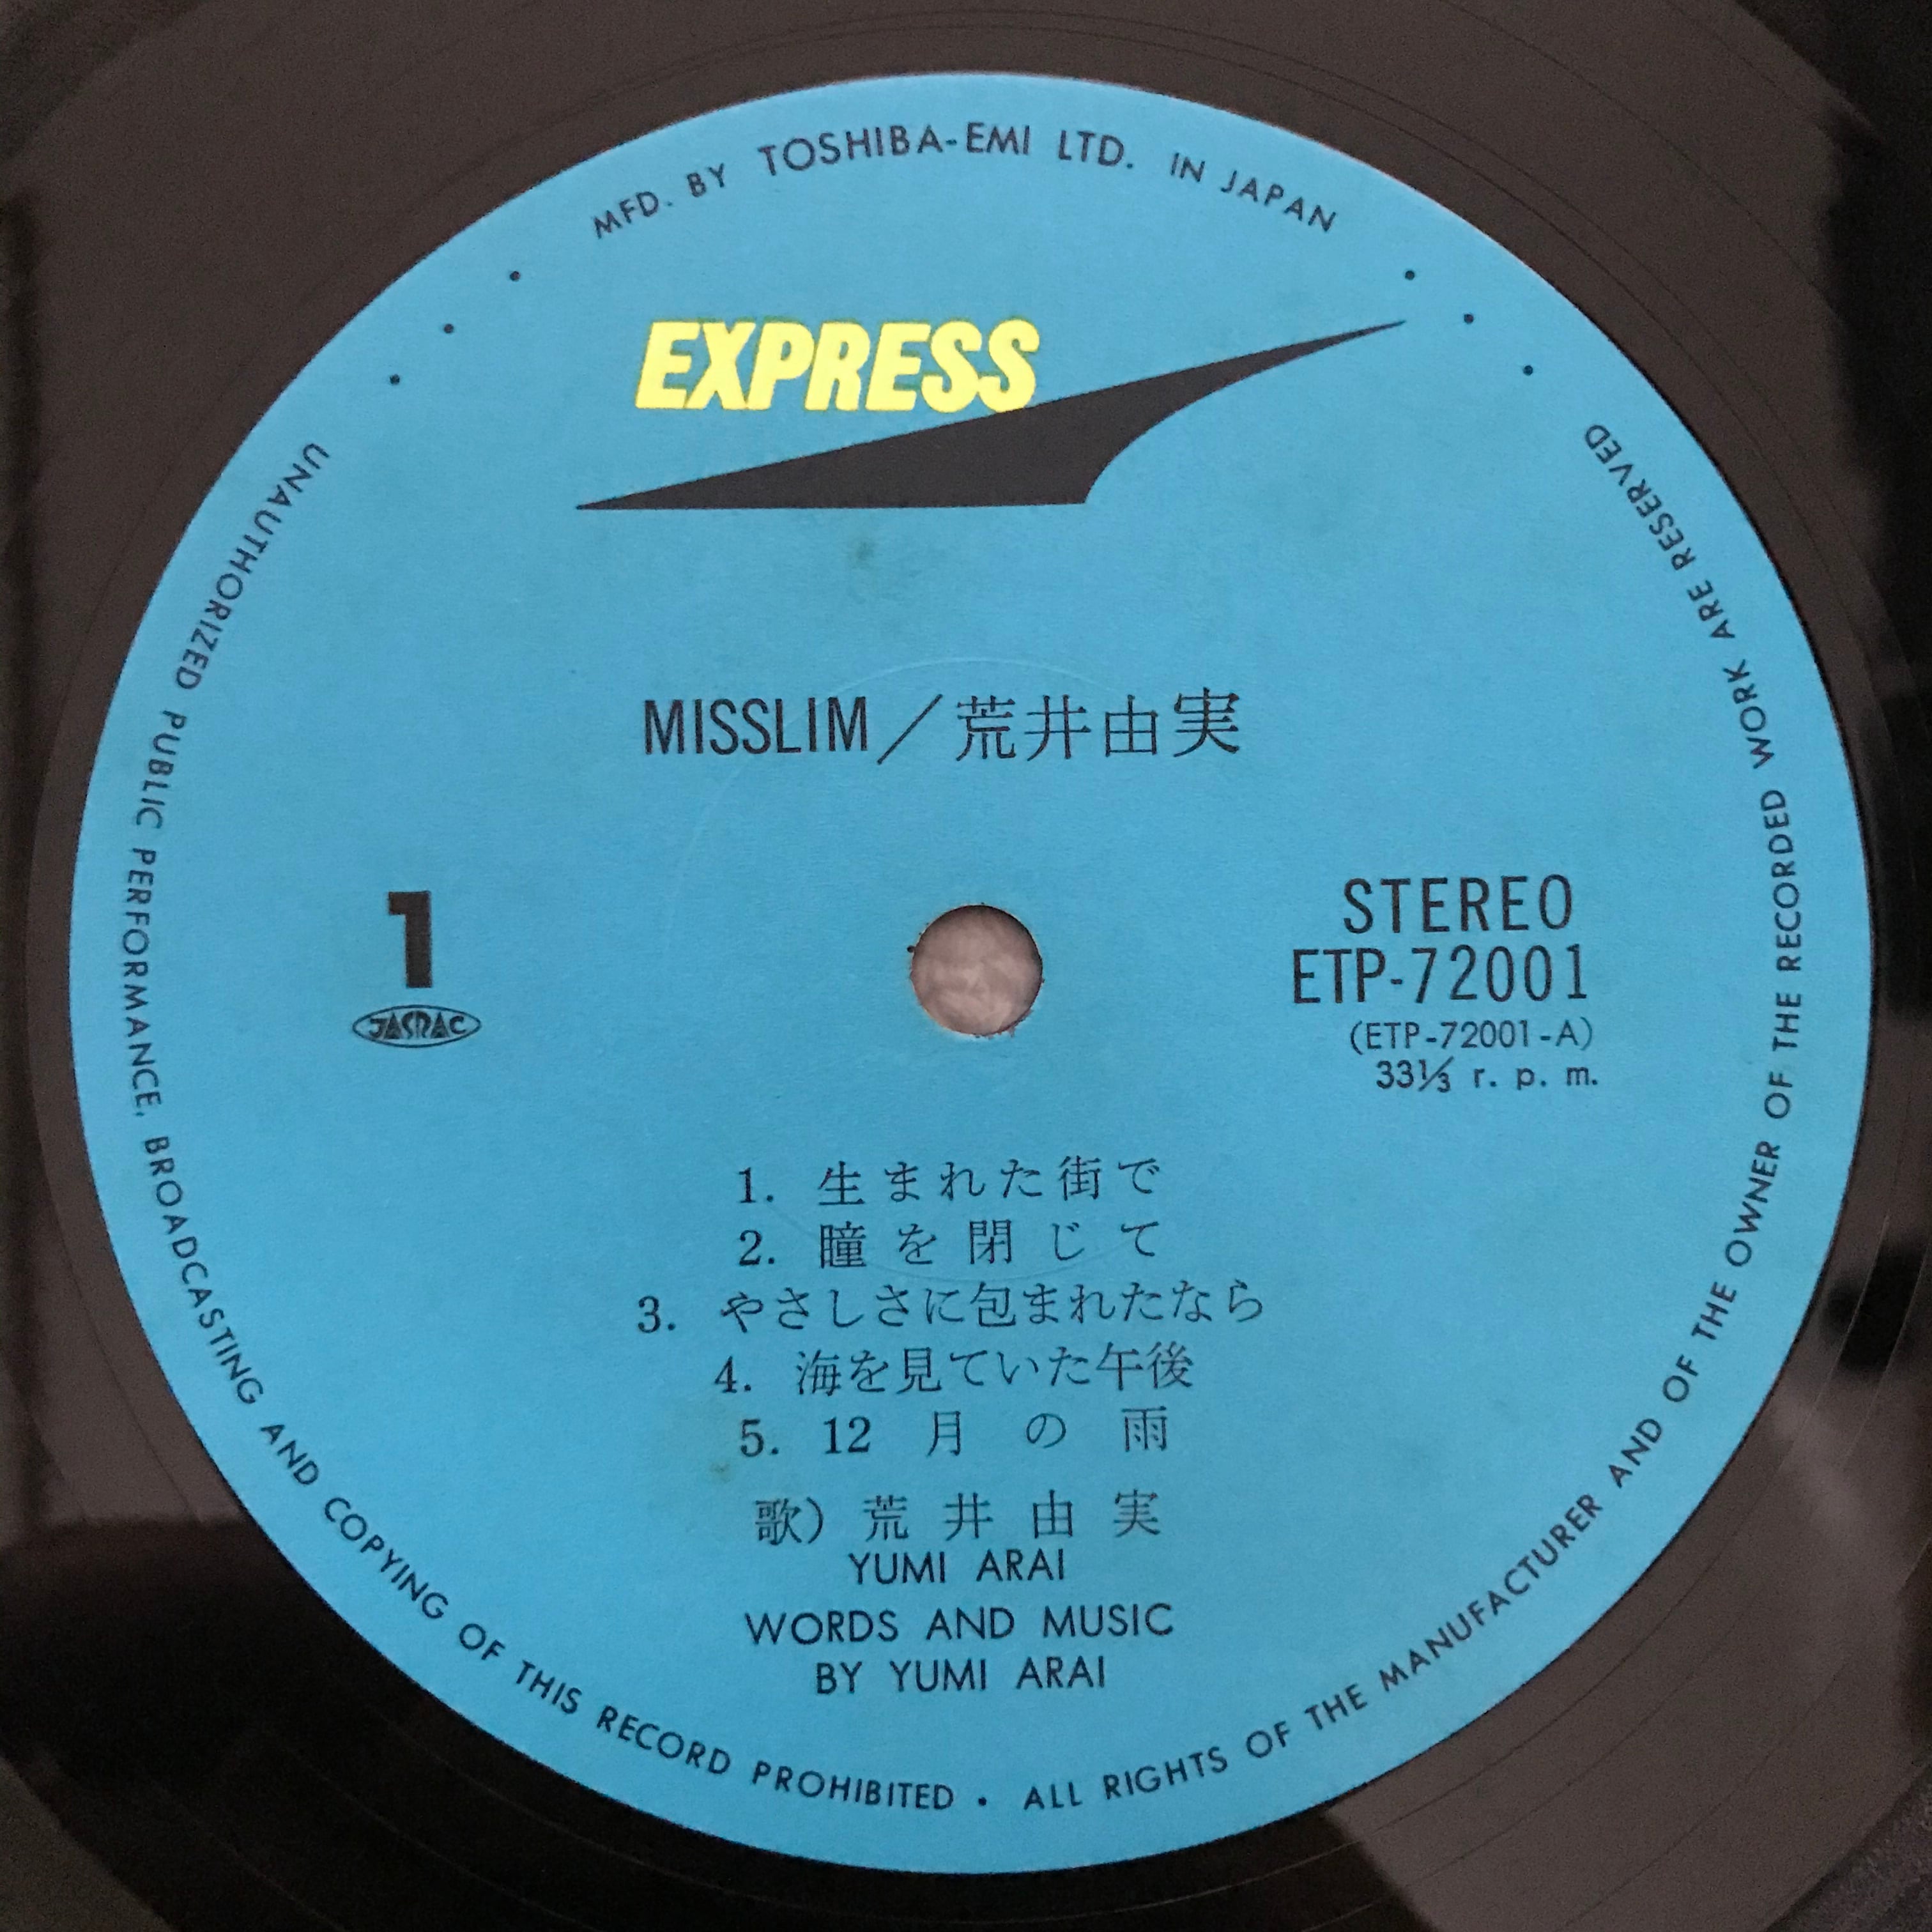 MFD. BY TOSHIBA-EMI LTD. IN JAPAN
EXPRESS
MISSLIM／荒井由実
1
JASRAC
STEREO
ETP-72001
(ETP-72001-A)
33⅓ r. p. m.
1. 生まれた街で
2. 瞳を閉じて
3. やさしさに包まれたなら
4. 海を見ていた午後
5. 12月の雨
歌) 荒井由実
YUMI ARAI
WORDS AND MUSIC
BY YUMI ARAI
UNAUTHORIZED PUBLIC PERFORMANCE, BROADCASTING AND COPYING OF THIS RECORD PROHIBITED • ALL RIGHTS OF THE MANUFACTURER AND OF THE OWNER OF THE RECORDED WORK ARE RESERVED